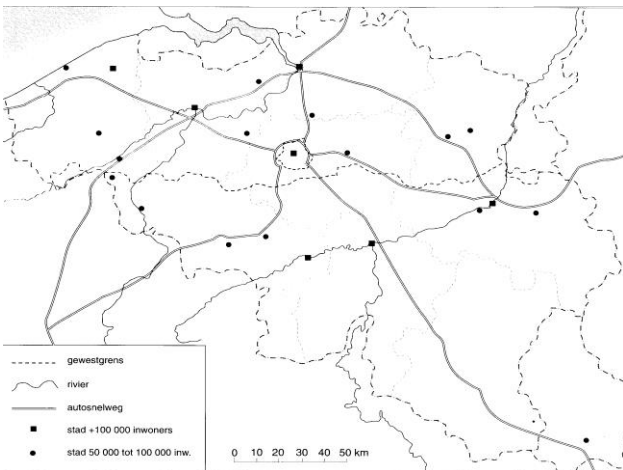 gewestgrens
rivier
autosnelweg
stad +100 000 inwoners
stad 50 000 tot 100 000 inw.
0 10 20 30 40 50 km